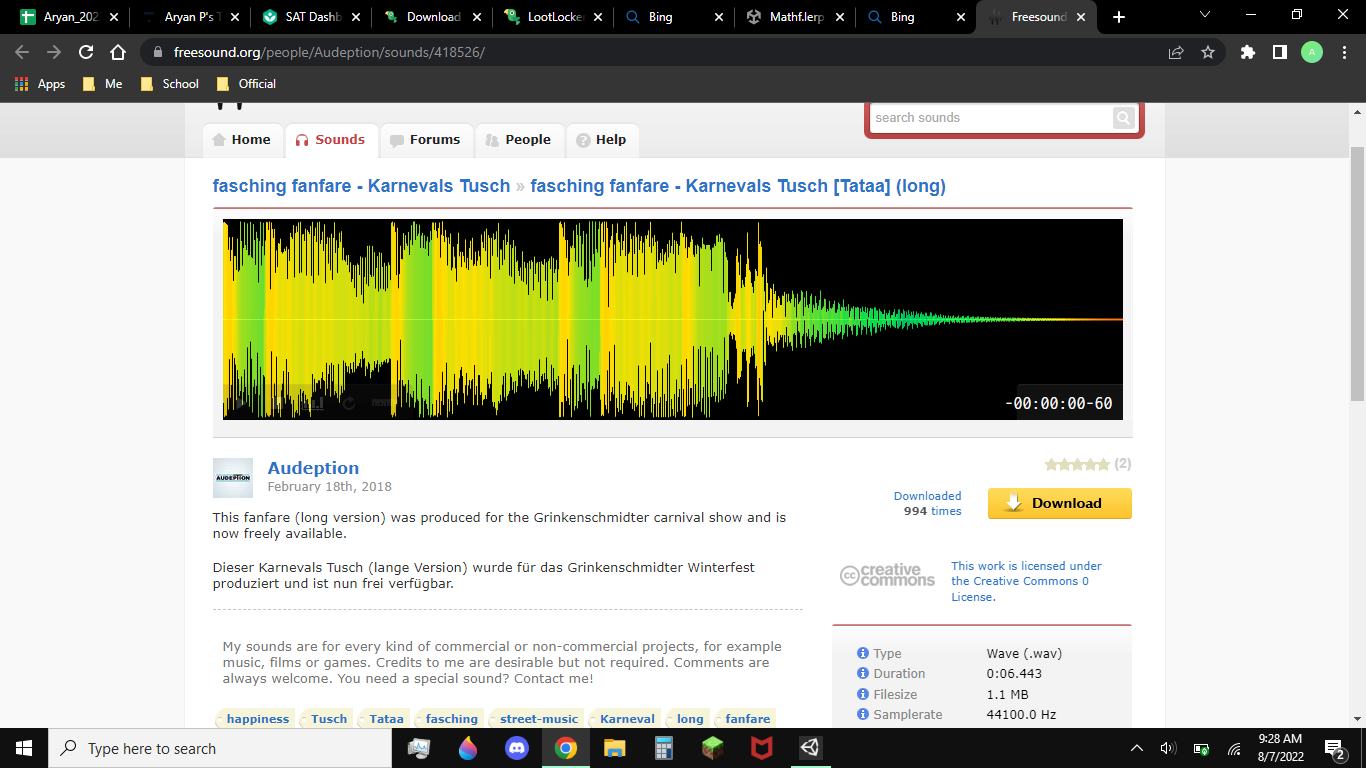 Aryan_202
Aryan P's T
SAT Dashb
Download
LootLocker
Bing
Mathf.lerp
Bing
Freesound
freesound.org/people/Audeption/sounds/418526/
A
Apps
Me
School
Official
search sounds
Home
Sounds
Forums
People
Help
fasching fanfare - Karnevals Tusch » fasching fanfare - Karnevals Tusch [Tataa] (long)
-00:00:00-60
AUDEPTION
Audeption
February 18th, 2018
(2)
Downloaded
994 times
Download
This fanfare (long version) was produced for the Grinkenschmidter carnival show and is
now freely available.
Dieser Karnevals Tusch (lange Version) wurde für das Grinkenschmidter Winterfest
produziert und ist nun frei verfügbar.
cc creative
commons
This work is licensed under
the Creative Commons 0
License.
My sounds are for every kind of commercial or non-commercial projects, for example
music, films or games. Credits to me are desirable but not required. Comments are
always welcome. You need a special sound? Contact me!
Type Wave (.wav)
Duration 0:06.443
Filesize 1.1 MB
Samplerate 44100.0 Hz
happiness Tusch Tataa fasching street-music Karneval long fanfare
Type here to search
9:28 AM
8/7/2022
2